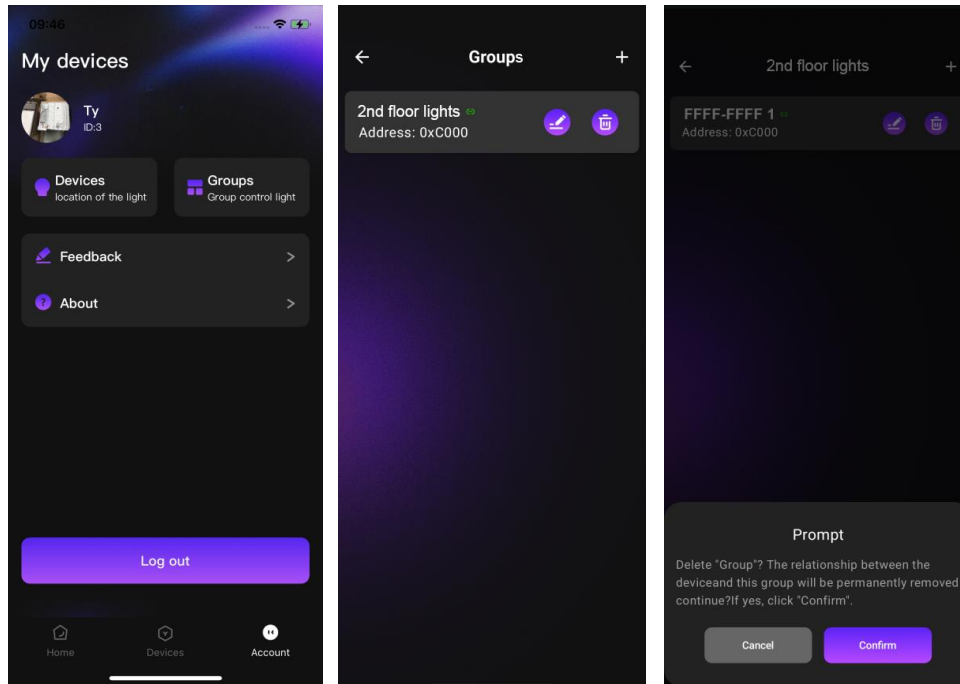 09:46
My devices
Ty
ID:3
Devices
location of the light
Groups
Group control light
Feedback
About
Log out
Home
Devices
Account
Groups
2nd floor lights
Address: 0xC000
2nd floor lights
FFFF-FFFF 1
Address: 0xC000
Prompt
Delete "Group"? The relationship between the
deviceand this group will be permanently removed
continue?If yes, click "Confirm".
Cancel
Confirm